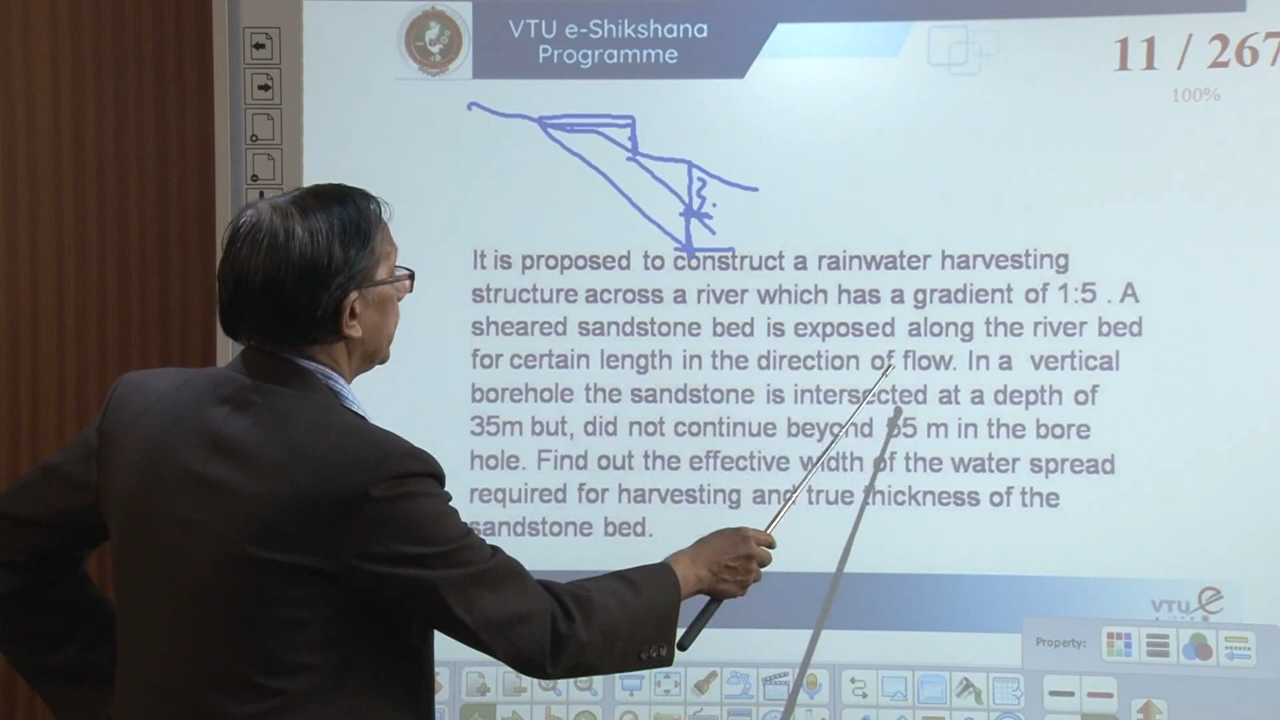 VTU e-Shikshana
Programme
11 / 267
100%
It is proposed to construct a rainwater harvesting
structure across a river which has a gradient of 1:5 . A
sheared sandstone bed is exposed along the river bed
for certain length in the direction of flow. In a vertical
borehole the sandstone is intersected at a depth of
35m but, did not continue beyond 55 m in the bore
hole. Find out the effective width of the water spread
required for harvesting and true thickness of the
sandstone bed.
VTU e
Property: